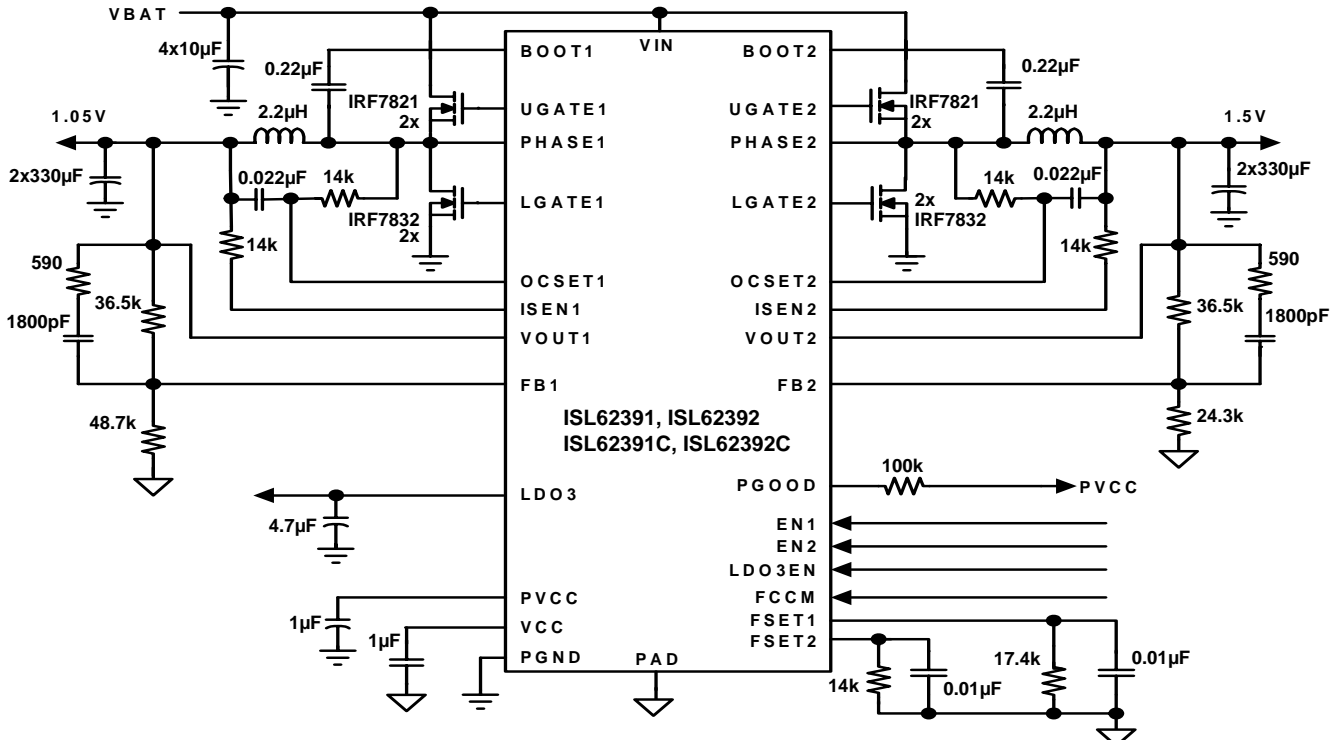 VBAT
4x10µF
0.22µF
IRF7821
2x
2.2µH
1.05V
2x330µF
0.022µF
14k
IRF7832
2x
14k
590
36.5k
1800pF
48.7k
4.7µF
1µF
1µF
VIN
BOOT1
UGATE1
PHASE1
LGATE1
OCSET1
ISEN1
VOUT1
FB1
ISL62391, ISL62392
ISL62391C, ISL62392C
LDO3
PVCC
VCC
PGND
PAD
BOOT2
UGATE2
PHASE2
LGATE2
OCSET2
ISEN2
VOUT2
FB2
PGOOD
EN1
EN2
LDO3EN
FCCM
FSET1
FSET2
0.22µF
IRF7821
2x
2.2µH
1.5V
2x330µF
14k
0.022µF
2x
IRF7832
14k
590
36.5k
1800pF
24.3k
100k
PVCC
14k
0.01µF
17.4k
0.01µF